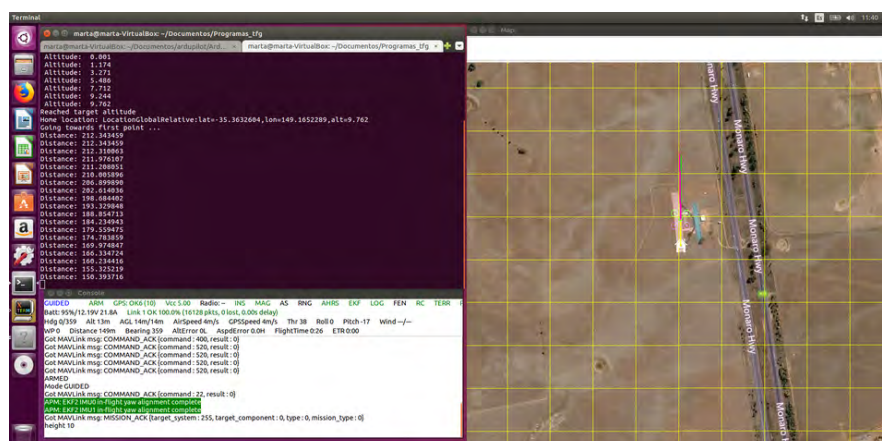 Terminal
Es
11:40
marta@marta-VirtualBox: ~/Documentos/Programas_tfg
marta@marta-VirtualBox: ~/Documentos/ardupilot/Ard...
marta@marta-VirtualBox: ~/Documentos/Programas_tfg
Altitude: 0.001
Altitude: 1.174
Altitude: 3.271
Altitude: 5.486
Altitude: 7.712
Altitude: 9.244
Altitude: 9.762
Reached target altitude
Home location: LocationGlobalRelative:lat=-35.3632604,lon=149.1652289,alt=9.762
Going towards first point ...
Distance: 212.343459
Distance: 212.343459
Distance: 212.310063
Distance: 211.976107
Distance: 211.208051
Distance: 210.005896
Distance: 206.899890
Distance: 202.614036
Distance: 198.684402
Distance: 193.329848
Distance: 188.854713
Distance: 184.234943
Distance: 179.559475
Distance: 174.783859
Distance: 169.974847
Distance: 166.334724
Distance: 160.234416
Distance: 155.325219
Distance: 150.393716
Console
GUIDED ARM GPS: OK6 (10) Vcc 5.00 Radio: -- INS MAG AS RNG AHRS EKF LOG FEN RC TERR
Batt: 95%/12.19V 21.8A Link 1 OK 100.0% (16128 pkts, 0 lost, 0.00s delay)
Hdg 0/359 Alt 13m AGL 14m/14m AirSpeed 4m/s GPSSpeed 4m/s Thr 38 Roll 0 Pitch -17 Wind --/--
WP 0 Distance 149m Bearing 359 AltError 0L AspdError 0.0H FlightTime 0:26 ETR 0:00
Got MAVLink msg: COMMAND_ACK {command : 400, result : 0}
Got MAVLink msg: COMMAND_ACK {command : 520, result : 0}
Got MAVLink msg: COMMAND_ACK {command : 520, result : 0}
Got MAVLink msg: COMMAND_ACK {command : 520, result : 0}
Got MAVLink msg: COMMAND_ACK {command : 520, result : 0}
ARMED
Mode GUIDED
Got MAVLink msg: COMMAND_ACK {command : 22, result : 0}
APM: EKF2 IMU0 in-flight yaw alignment complete
APM: EKF2 IMU1 in-flight yaw alignment complete
Got MAVLink msg: MISSION_ACK {target_system : 255, target_component : 0, type : 0, mission_type : 0}
height 10
Map
Monaro Hwy
Monaro Hwy
Monaro Hwy
Monaro Hwy